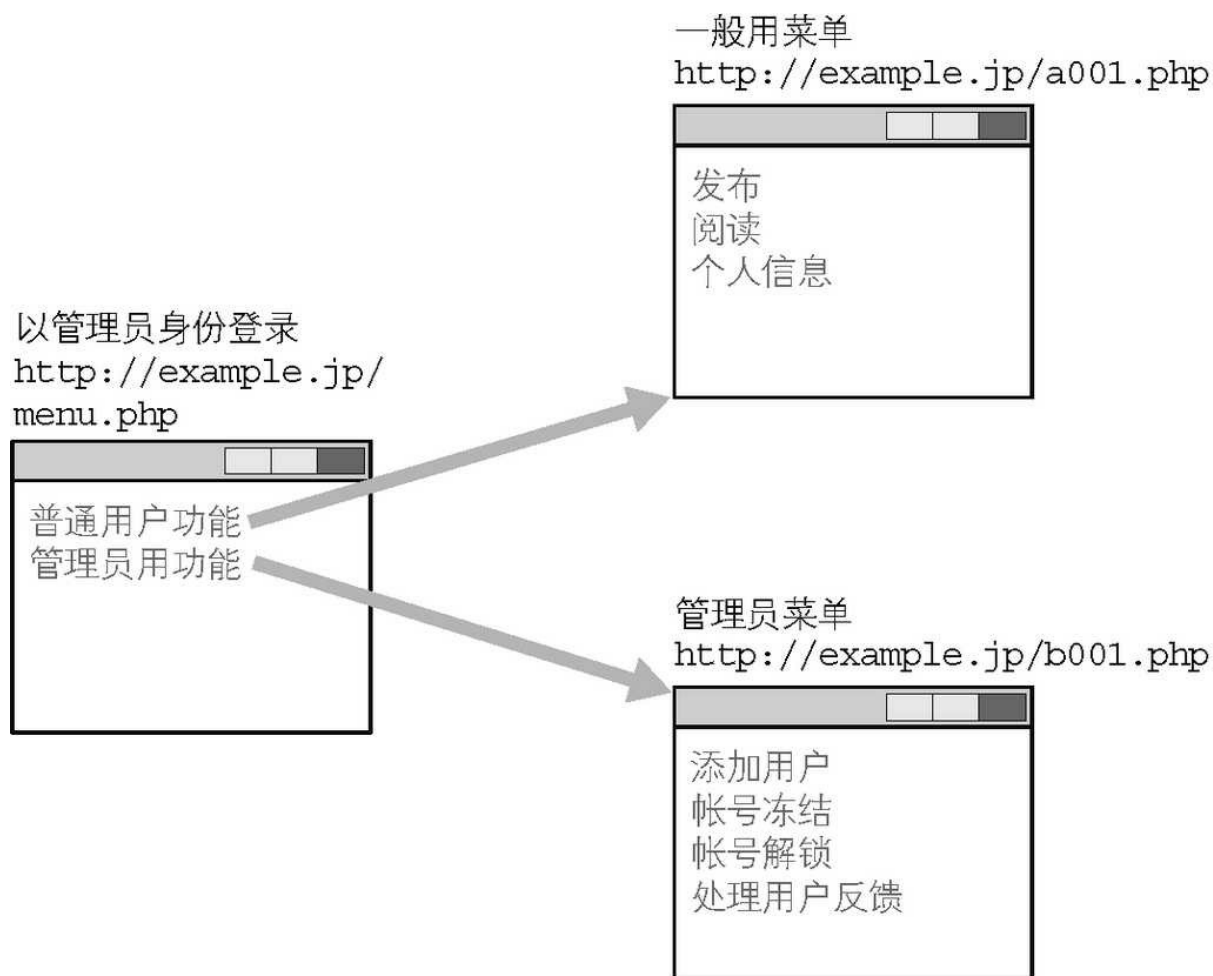 一般用菜单
http://example.jp/a001.php
发布
阅读
个人信息
以管理员身份登录
http://example.jp/
menu.php
普通用户功能
管理员用功能
管理员菜单
http://example.jp/b001.php
添加用户
帐号冻结
帐号解锁
处理用户反馈